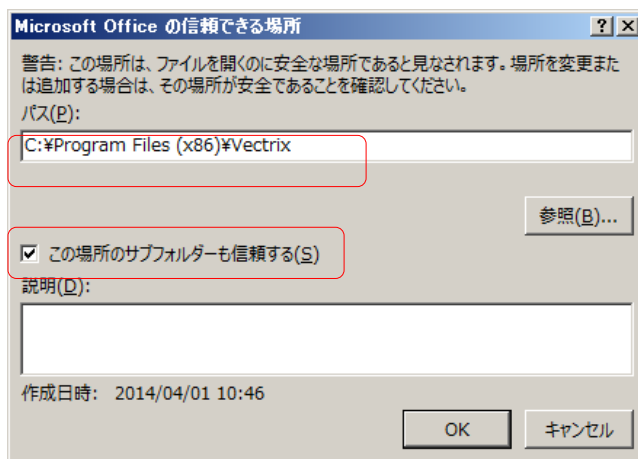 Microsoft Office の信頼できる場所
警告: この場所は、ファイルを開くのに安全な場所であると見なされます。場所を変更また
は追加する場合は、その場所が安全であることを確認してください。
パス(P):
C:¥Program Files (x86)¥Vectrix
参照(B)...
この場所のサブフォルダーも信頼する(S)
説明(D):
作成日時: 2014/04/01 10:46
OK キャンセル